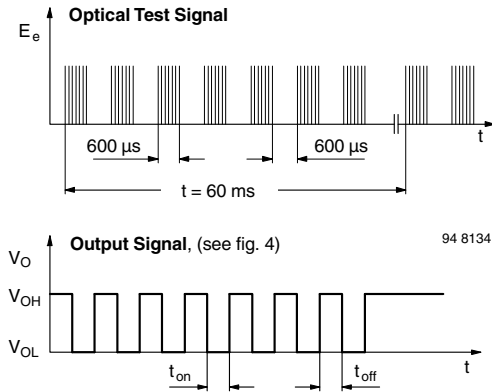 Optical Test Signal
E e
600 µs
600 µs
t
t = 60 ms
Output Signal, (see fig. 4)
94 8134
V O
V OH
V OL
t on
t off
t